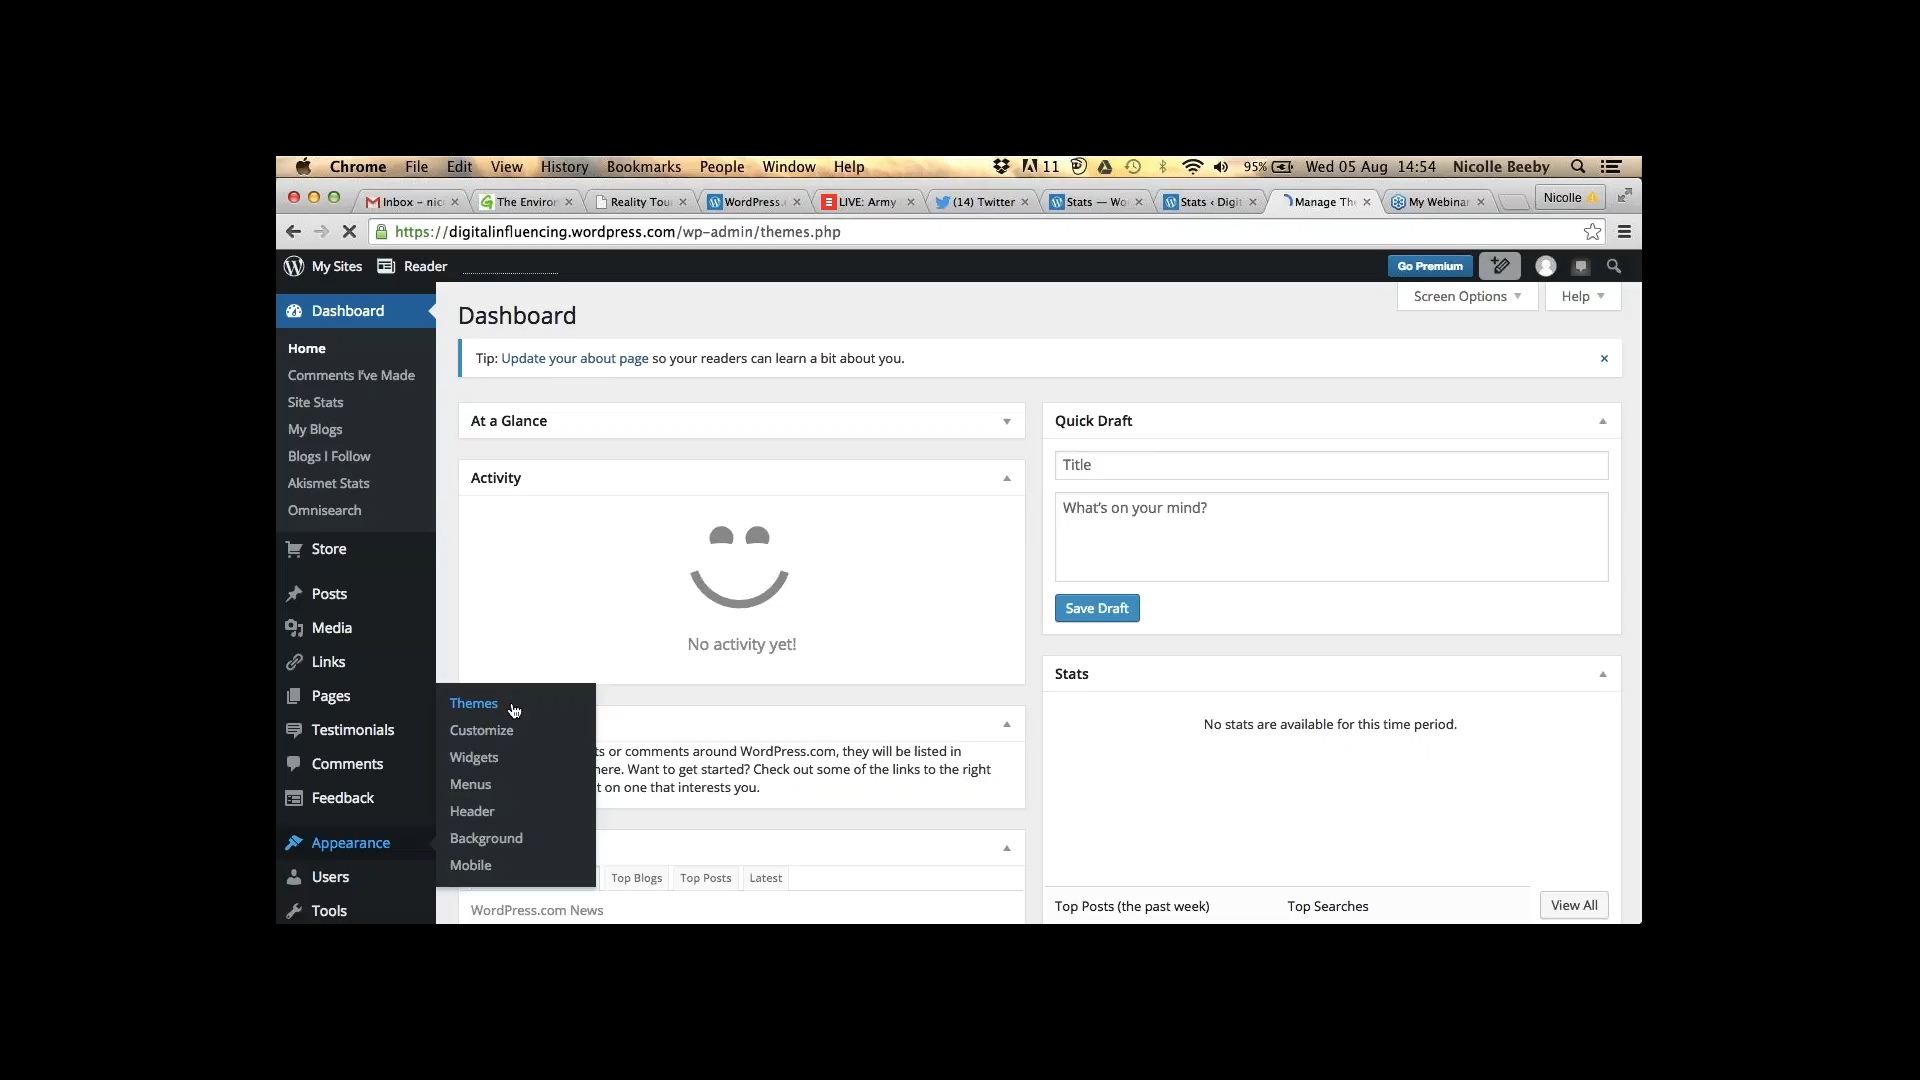 Chrome File Edit View History Bookmarks People Window Help 11 95% Wed 05 Aug 14:54 Nicolle Beeby
Inbox – nic The Environ Reality Tou WordPress. LIVE: Army (14) Twitter Stats — Wo Stats ‹ Digit Manage Th My Webinar Nicolle
https://digitalinfluencing.wordpress.com/wp-admin/themes.php
My Sites Reader Go Premium
Screen Options Help
Dashboard
Dashboard
Tip: Update your about page so your readers can learn a bit about you.
Home
Comments I've Made
Site Stats
My Blogs
Blogs I Follow
Akismet Stats
Omnisearch
Store
Posts
Media
Links
Pages
Testimonials
Comments
Feedback
Appearance
Users
Tools
Themes
Customize
Widgets
Menus
Header
Background
Mobile
At a Glance
Activity
No activity yet!
ts or comments around WordPress.com, they will be listed in
here. Want to get started? Check out some of the links to the right
t on one that interests you.
Top Blogs Top Posts Latest
WordPress.com News
Quick Draft
Title
What's on your mind?
Save Draft
Stats
No stats are available for this time period.
Top Posts (the past week) Top Searches View All